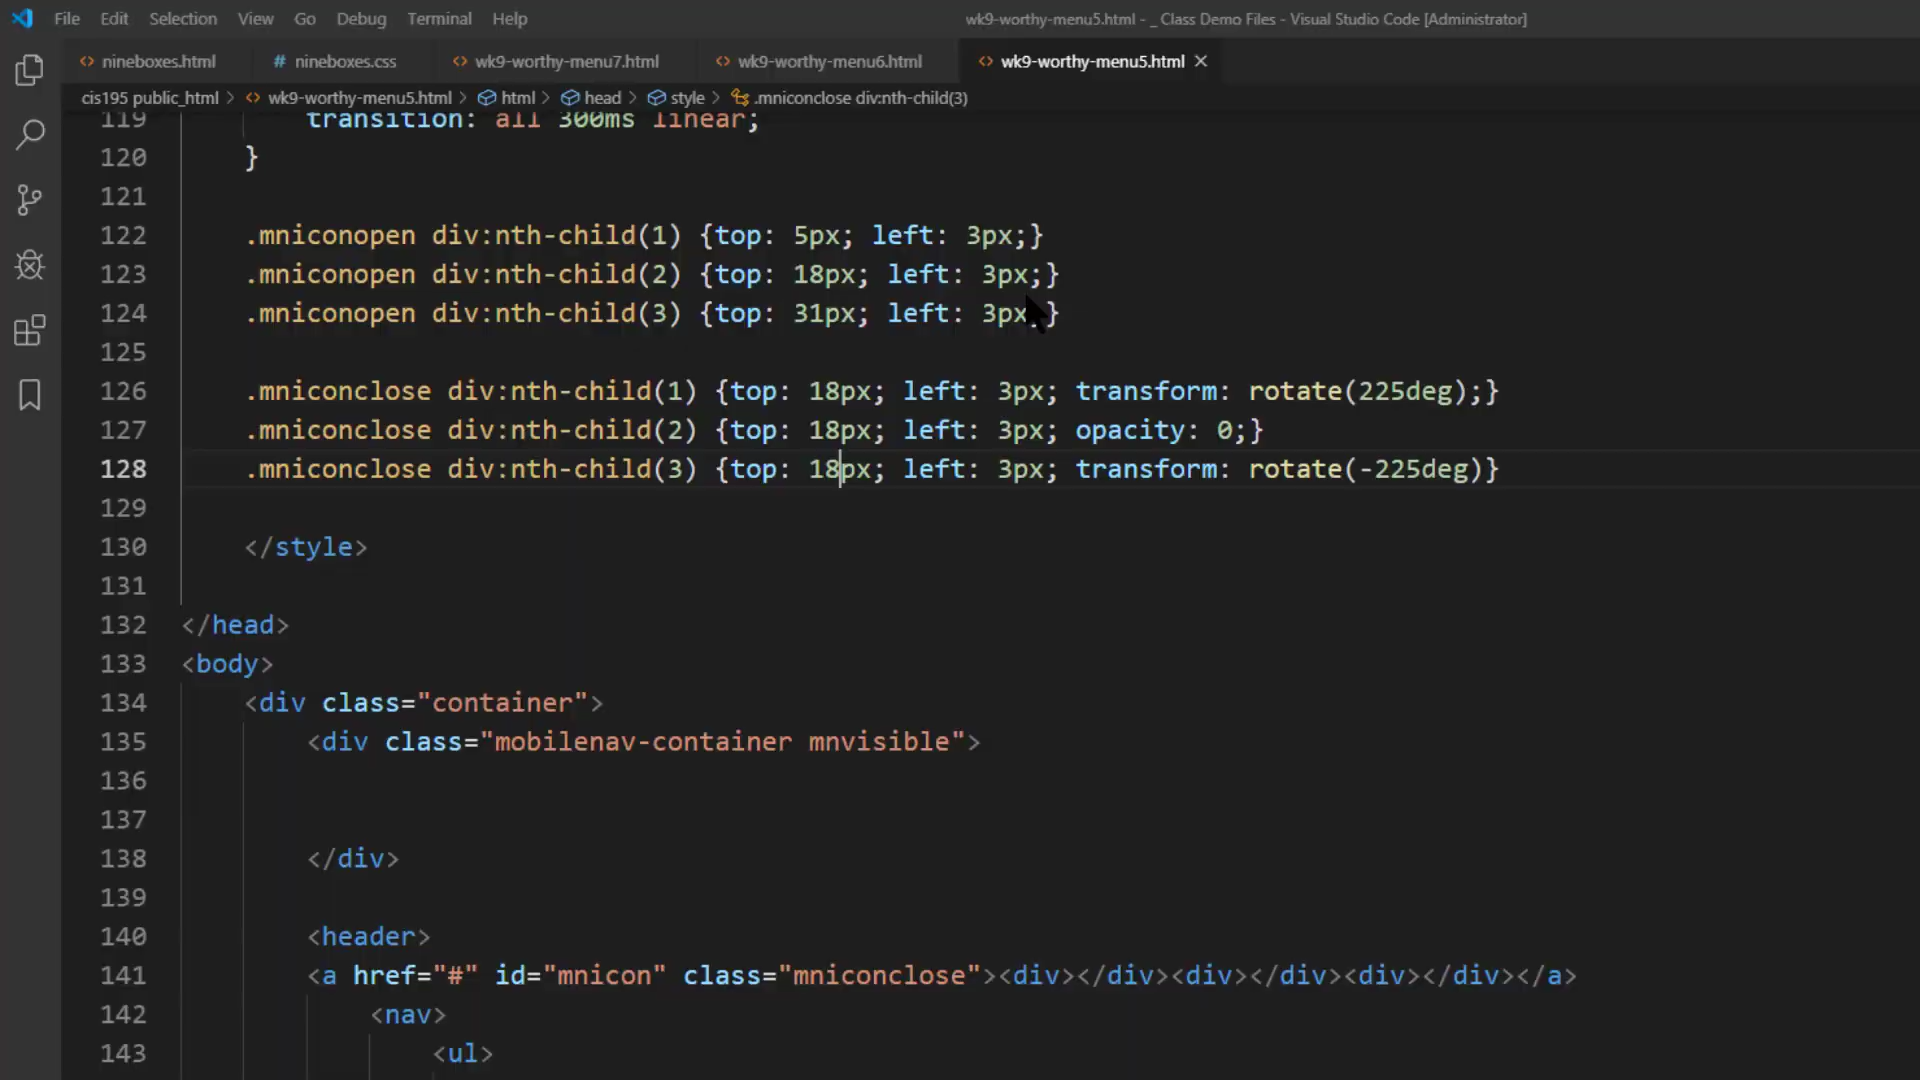 File Edit Selection View Go Debug Terminal Help wk9-worthy-menu5.html - _Class Demo Files - Visual Studio Code [Administrator]
<> nineboxes.html # nineboxes.css <> wk9-worthy-menu7.html <> wk9-worthy-menu6.html <> wk9-worthy-menu5.html ×
cis195 public_html > <> wk9-worthy-menu5.html > html > head > style > .mniconclose div:nth-child(3)
119 transition: all 300ms linear;
120 }
121
122 .mniconopen div:nth-child(1) {top: 5px; left: 3px;}
123 .mniconopen div:nth-child(2) {top: 18px; left: 3px;}
124 .mniconopen div:nth-child(3) {top: 31px; left: 3px;}
125
126 .mniconclose div:nth-child(1) {top: 18px; left: 3px; transform: rotate(225deg);}
127 .mniconclose div:nth-child(2) {top: 18px; left: 3px; opacity: 0;}
128 .mniconclose div:nth-child(3) {top: 18px; left: 3px; transform: rotate(-225deg)}
129
130 </style>
131
132 </head>
133 <body>
134 <div class="container">
135 <div class="mobilenav-container mnvisible">
136
137
138 </div>
139
140 <header>
141 <a href="#" id="mnicon" class="mniconclose"><div></div><div></div><div></div></a>
142 <nav>
143 <ul>